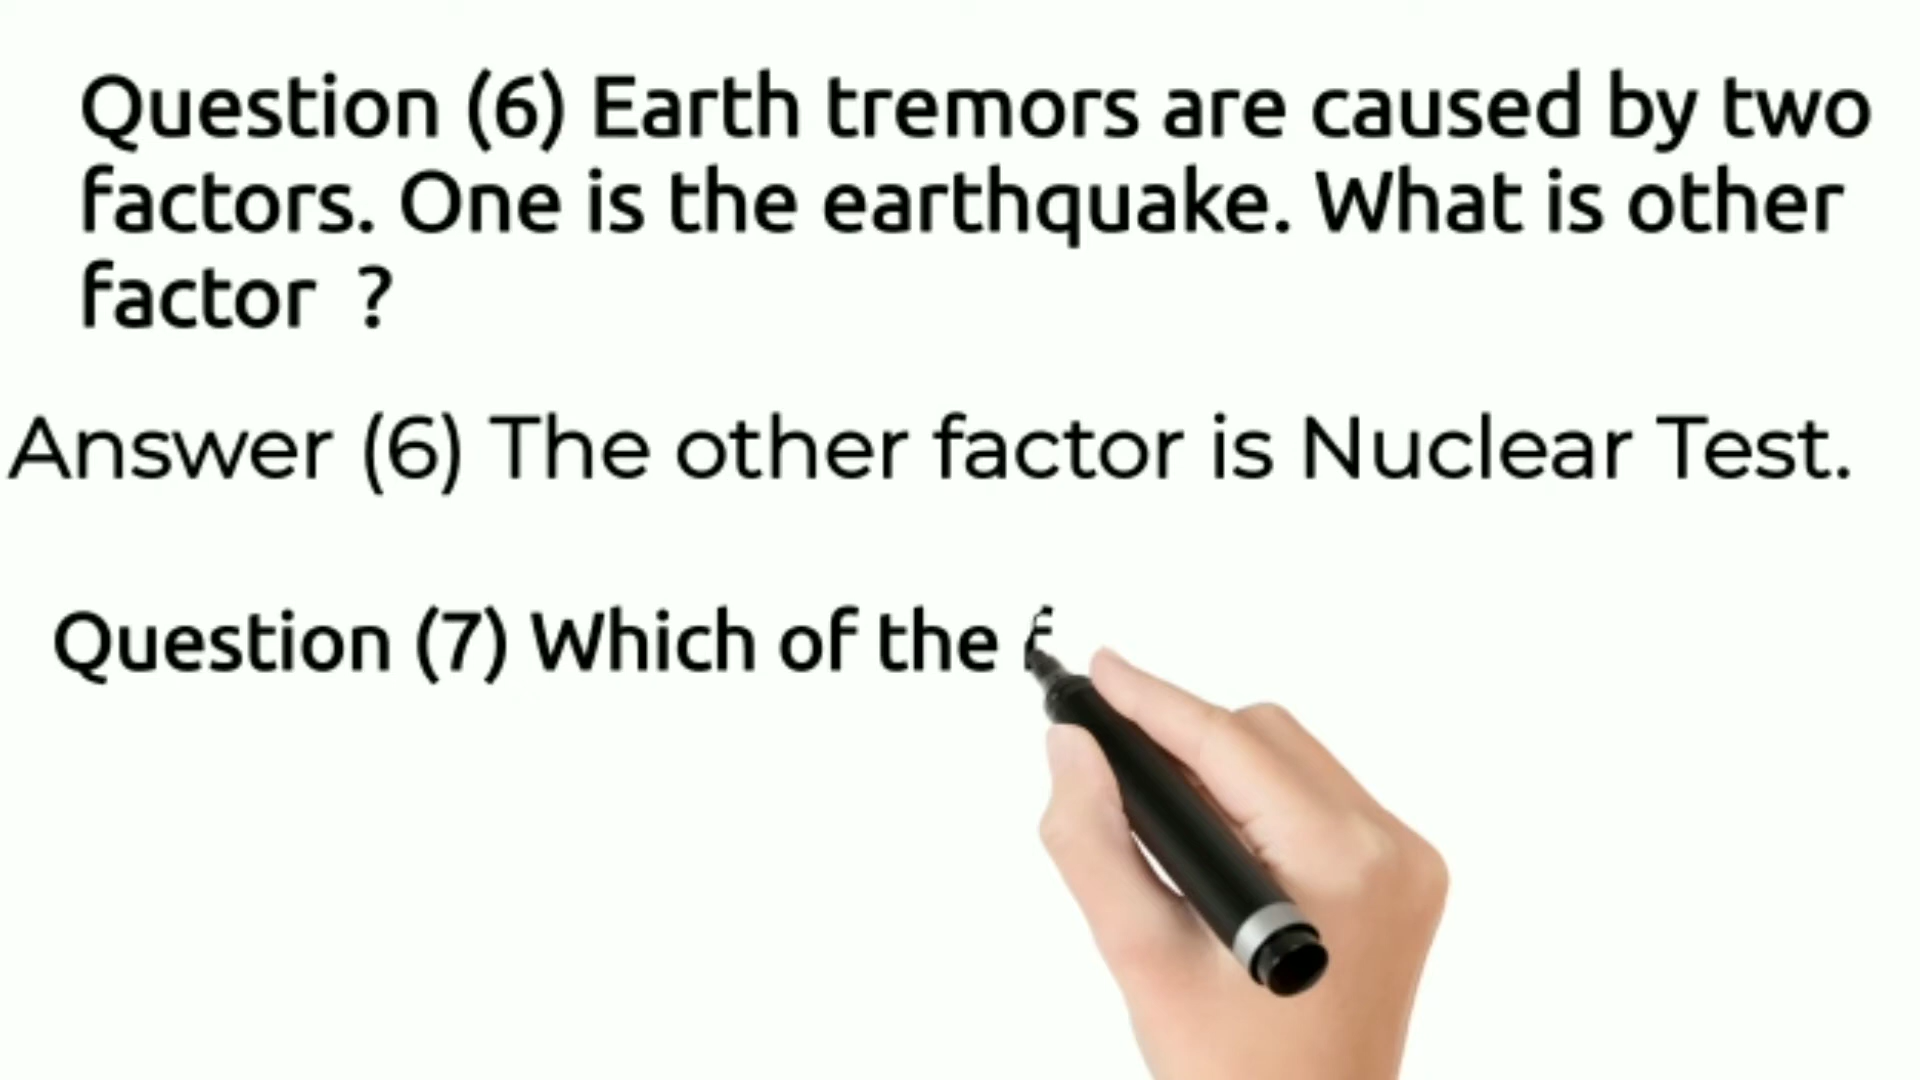 Question (6) Earth tremors are caused by two
factors. One is the earthquake. What is other
factor ?
Answer (6) The other factor is Nuclear Test.
Question (7) Which of the